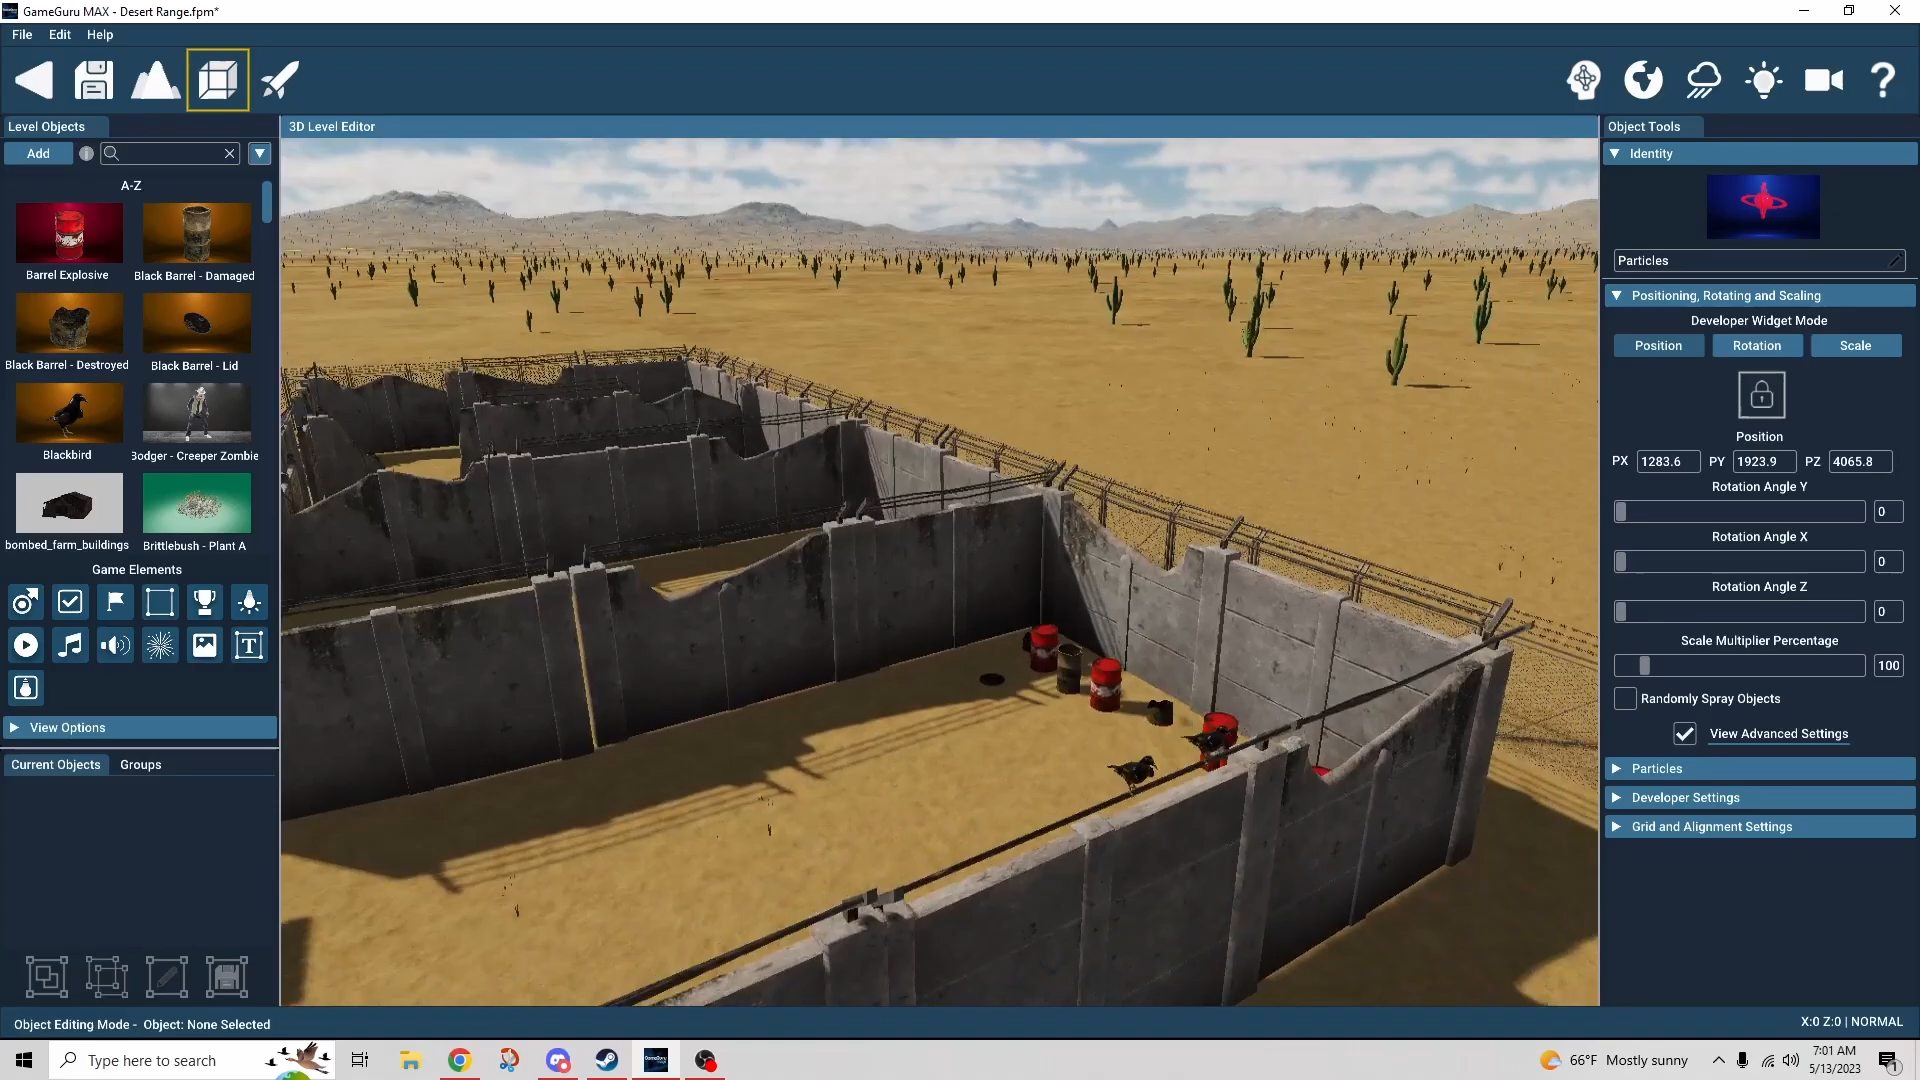 GameGuru MAX - Desert Range.fpm*
File Edit Help
Level Objects
3D Level Editor
Object Tools
Add
Identity
A-Z
Barrel Explosive
Black Barrel - Damaged
Black Barrel - Destroyed
Black Barrel - Lid
Blackbird
Bodger - Creeper Zombie
bombed_farm_buildings
Brittlebush - Plant A
Game Elements
View Options
Current Objects
Groups
Particles
Positioning, Rotating and Scaling
Developer Widget Mode
Position Rotation Scale
Position
PX 1283.6 PY 1923.9 PZ 4065.8
Rotation Angle Y
0
Rotation Angle X
0
Rotation Angle Z
0
Scale Multiplier Percentage
100
Randomly Spray Objects
View Advanced Settings
Particles
Developer Settings
Grid and Alignment Settings
Object Editing Mode - Object: None Selected
X:0 Z:0 | NORMAL
Type here to search
66°F Mostly sunny
7:01 AM
5/13/2023
1